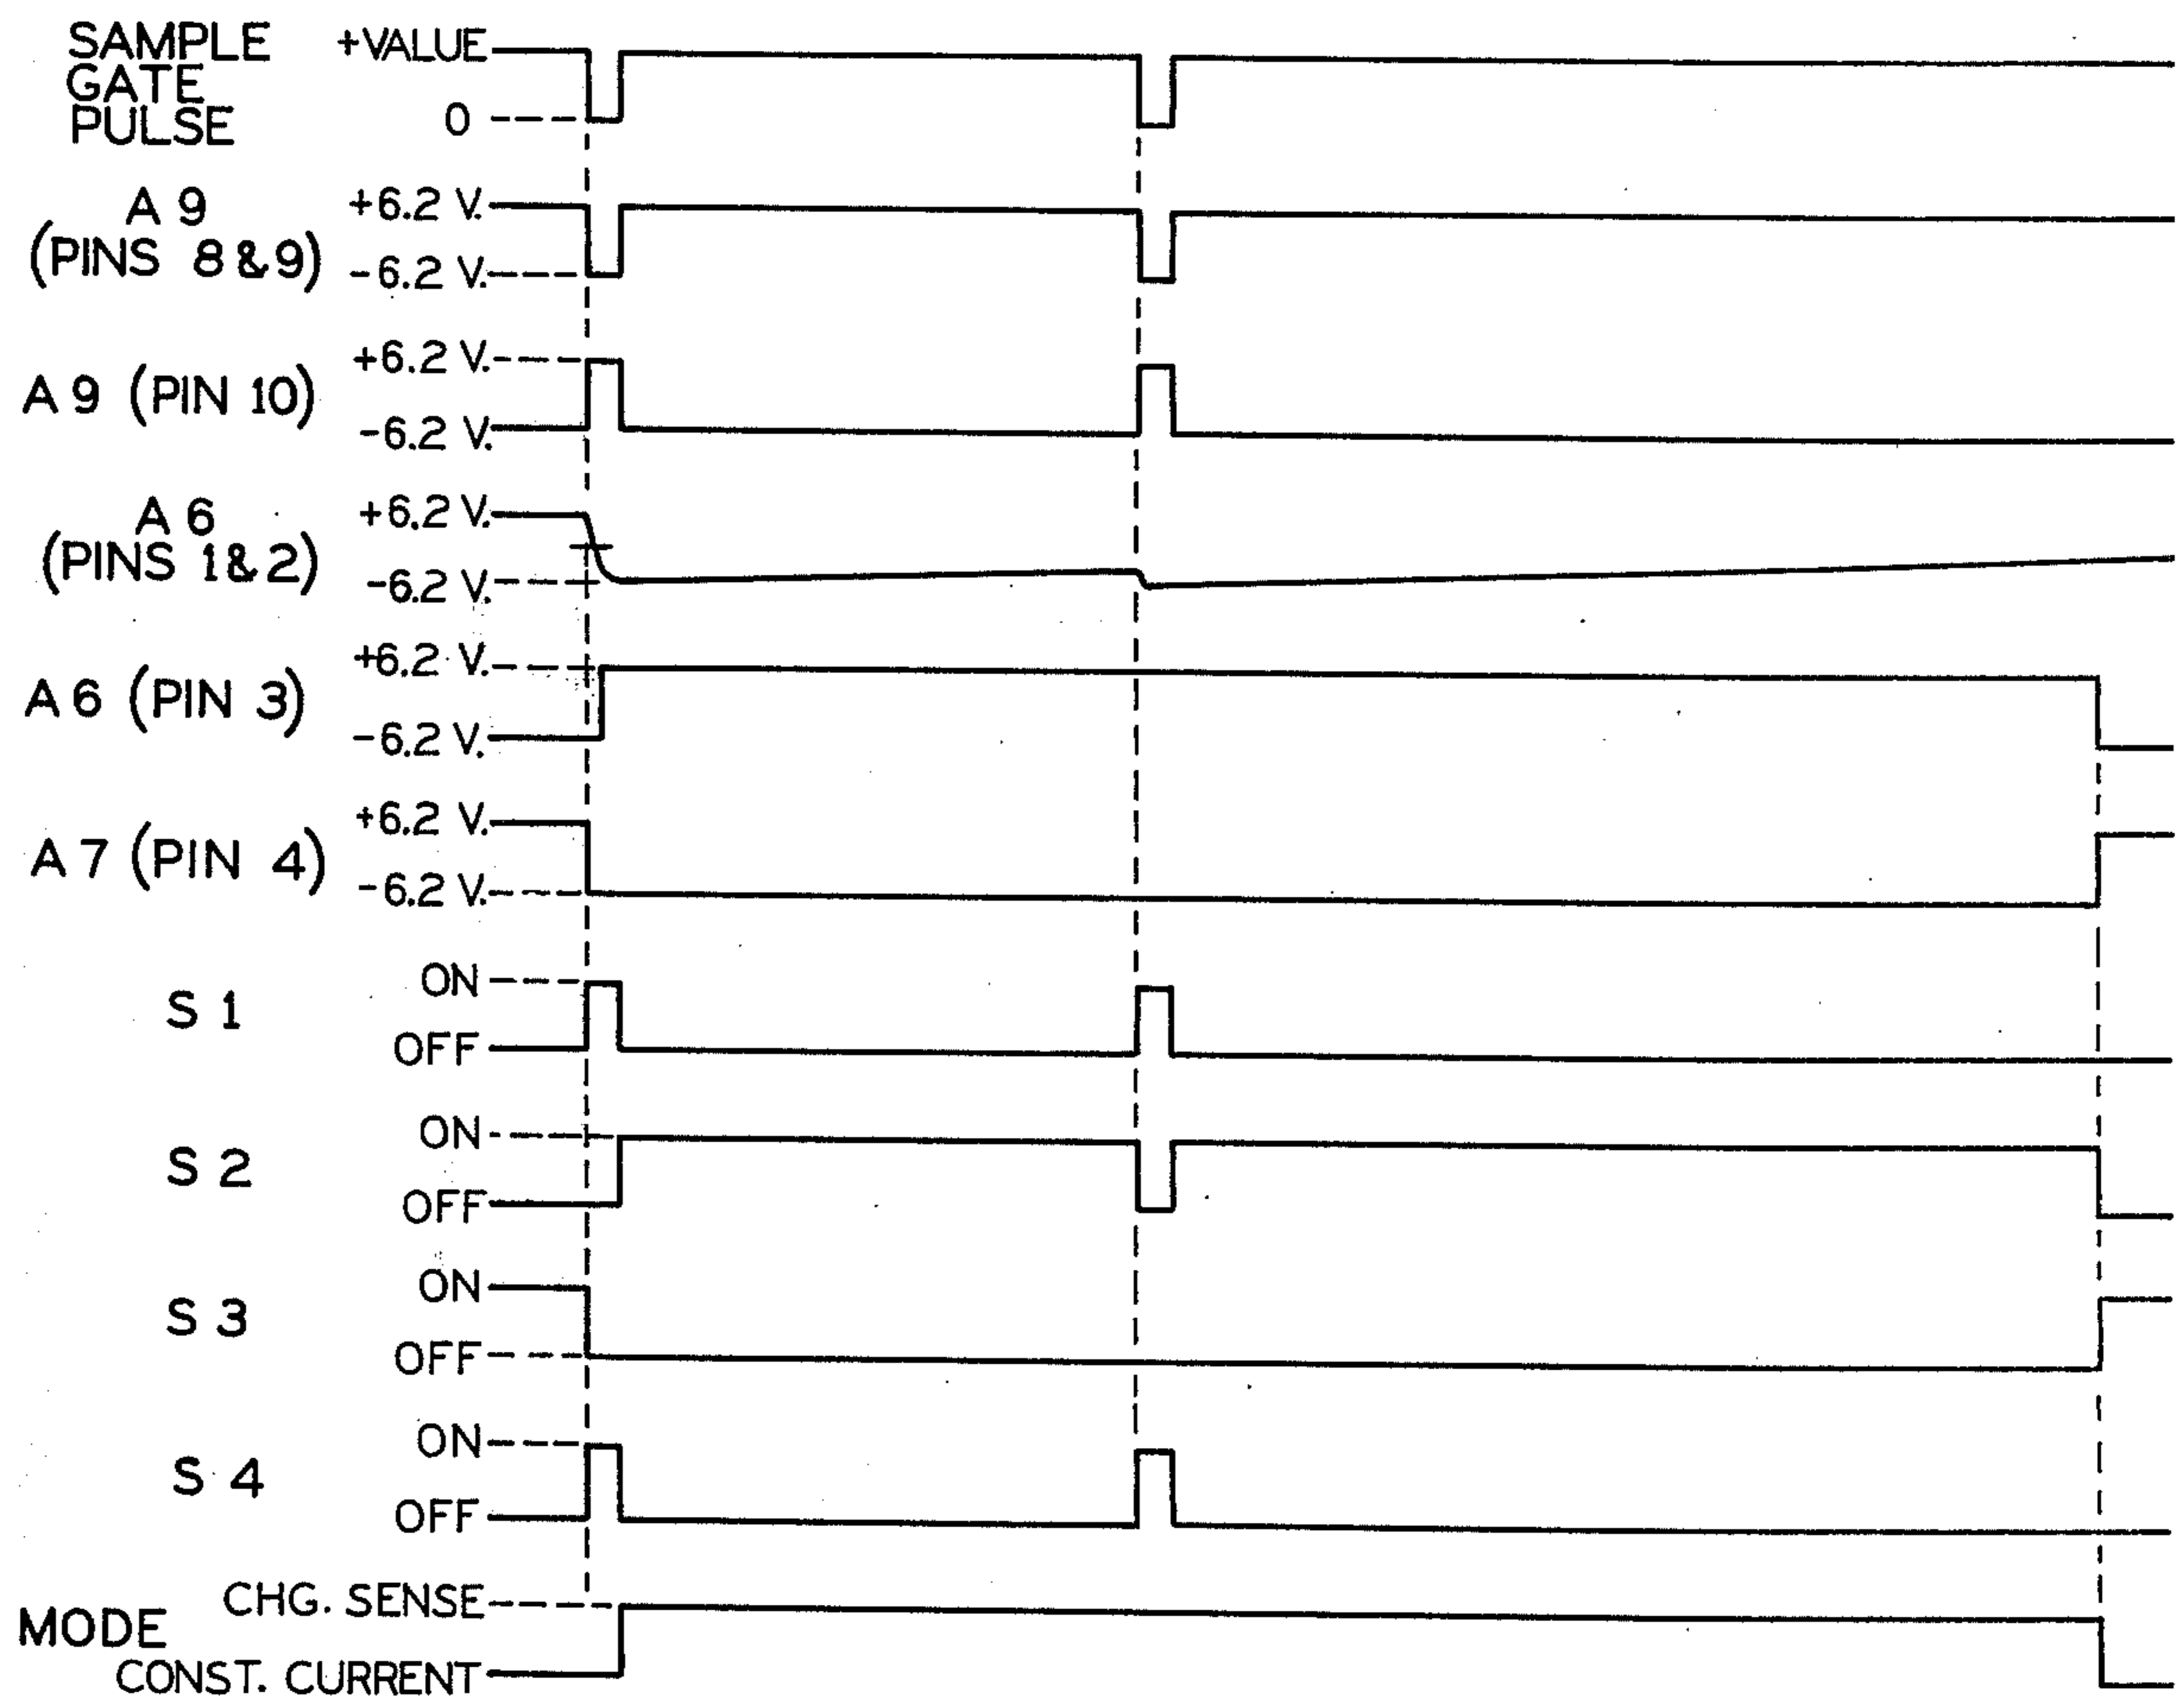 SAMPLE
GATE
PULSE
+VALUE
0
A 9
(PINS 8 & 9)
+6.2 V.
-6.2 V.
A 9 (PIN 10)
+6.2 V.
-6.2 V.
A 6
(PINS 1 & 2)
+6.2 V.
-6.2 V.
A 6 (PIN 3)
+6.2 V.
-6.2 V.
A 7 (PIN 4)
+6.2 V.
-6.2 V.
S 1
ON
OFF
S 2
ON
OFF
S 3
ON
OFF
S 4
ON
OFF
MODE
CHG. SENSE
CONST. CURRENT